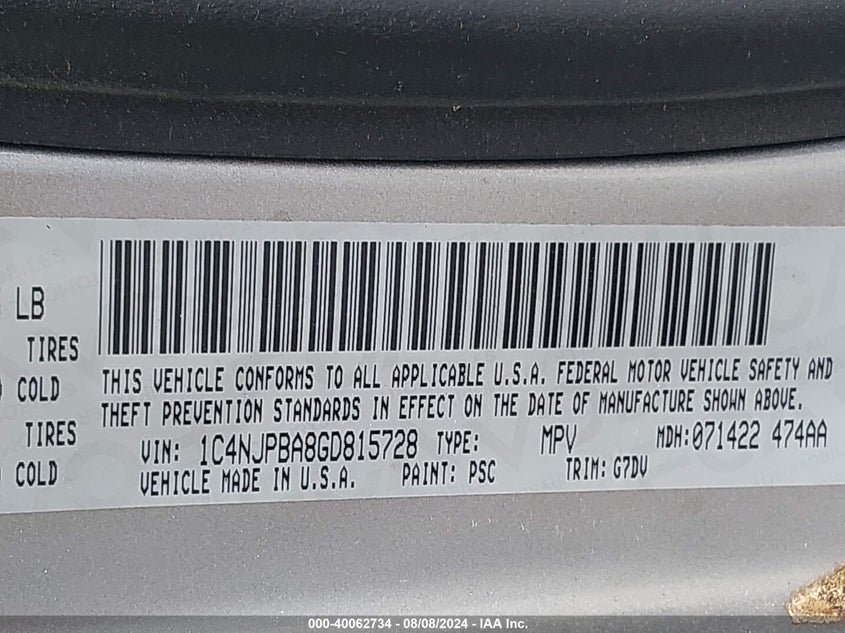 LB
TIRES
COLD
TIRES
COLD
THIS VEHICLE CONFORMS TO ALL APPLICABLE U.S.A. FEDERAL MOTOR VEHICLE SAFETY AND
THEFT PREVENTION STANDARDS IN EFFECT ON THE DATE OF MANUFACTURE SHOWN ABOVE.
VIN: 1C4NJPBA8GD815728 TYPE: MPV MDH:071422 474AA
VEHICLE MADE IN U.S.A. PAINT: PSC TRIM: G7DV
000-40062734 — 08/08/2024 — IAA Inc.